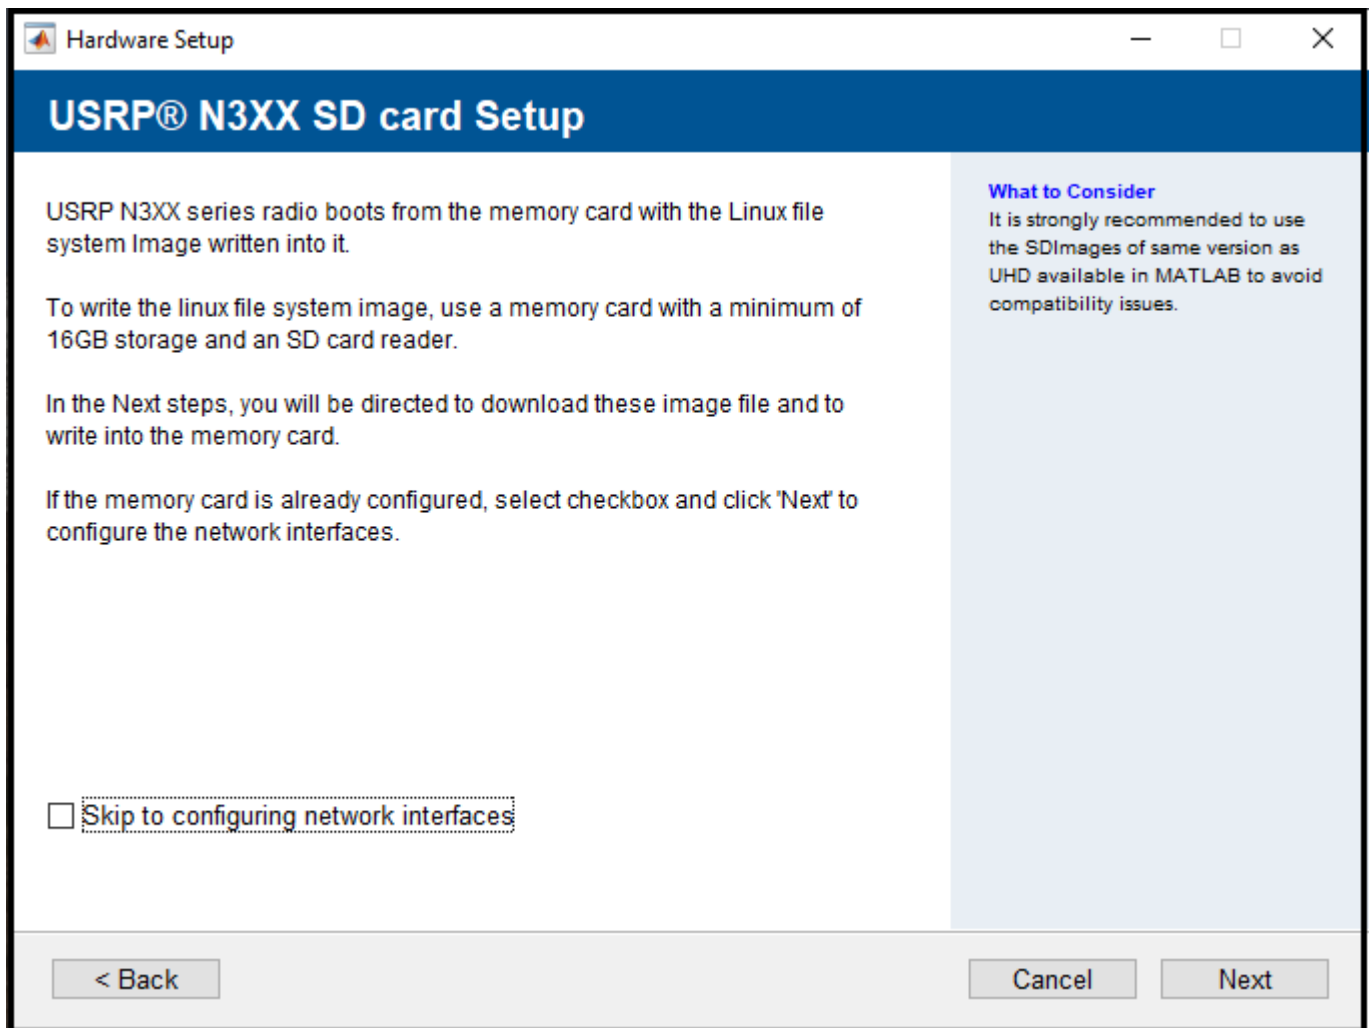 Hardware Setup
USRP® N3XX SD card Setup
USRP N3XX series radio boots from the memory card with the Linux file
system Image written into it.
To write the linux file system image, use a memory card with a minimum of
16GB storage and an SD card reader.
In the Next steps, you will be directed to download these image file and to
write into the memory card.
If the memory card is already configured, select checkbox and click 'Next' to
configure the network interfaces.
Skip to configuring network interfaces
What to Consider
It is strongly recommended to use
the SDImages of same version as
UHD available in MATLAB to avoid
compatibility issues.
< Back
Cancel
Next